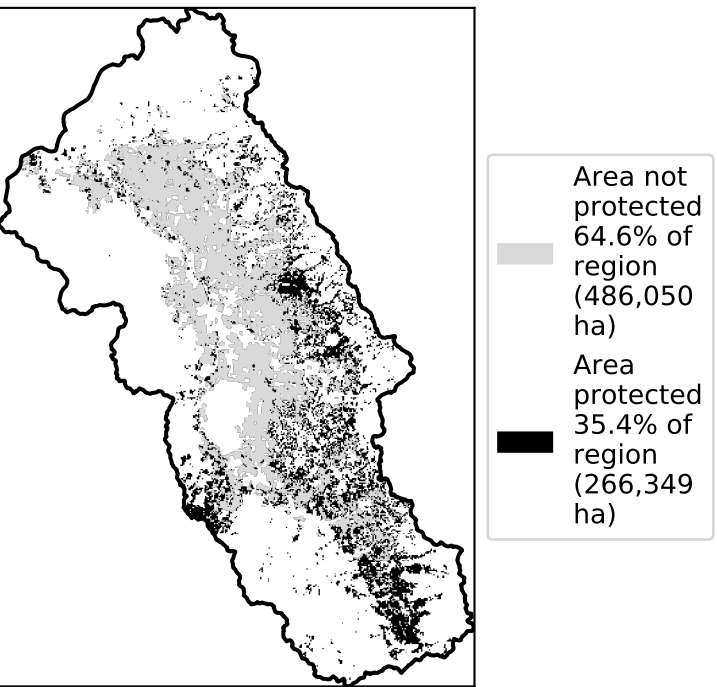 Area not
protected
64.6% of
region
(486,050
ha)
Area
protected
35.4% of
region
(266,349
ha)